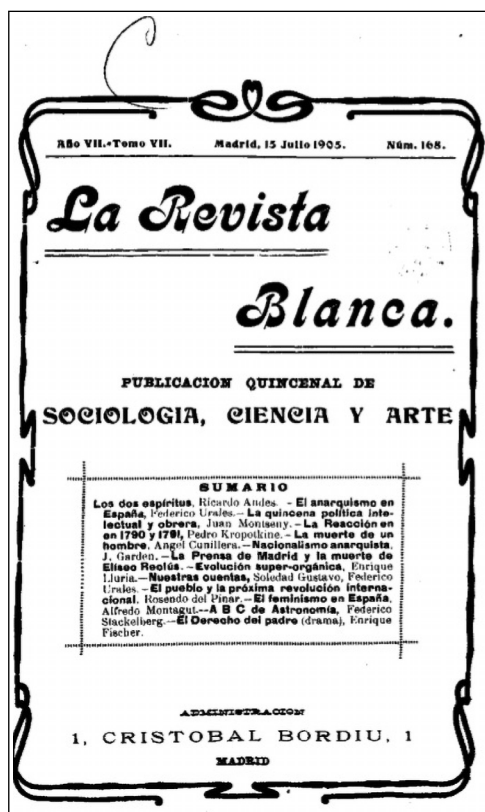 Año VII.-Tomo VII. Madrid, 15 Julio 1905. Núm. 168.
La Revista
Blanca.
PUBLICACION QUINCENAL DE
SOCIOLOGIA, CIENCIA Y ARTE
SUMARIO
Los dos espíritus, Ricardo Andes. - El anarquismo en
España, Federico Urales.- La quincena política inte-
lectual y obrera, Juan Montseny. - La Reacción en
en 1790 y 1791, Pedro Kropotkine. - La muerte de un
hombre, Angel Cunillera. - Nacionalismo anarquista,
J. Garden. - La Prensa de Madrid y la muerte de
Eliseo Reclús. - Evolución super-orgánica, Enrique
Lluria. - Nuestras cuentas, Soledad Gustavo, Federico
Urales. - El pueblo y la próxima revolución interna-
cional, Rosendo del Pinar. - El feminismo en España,
Alfredo Montagut.--A B C de Astronomía, Federico
Stackelberg. - El Derecho del padre (drama), Enrique
Fischer.
ADMINISTRACION
1, CRISTOBAL BORDIU, 1
MADRID